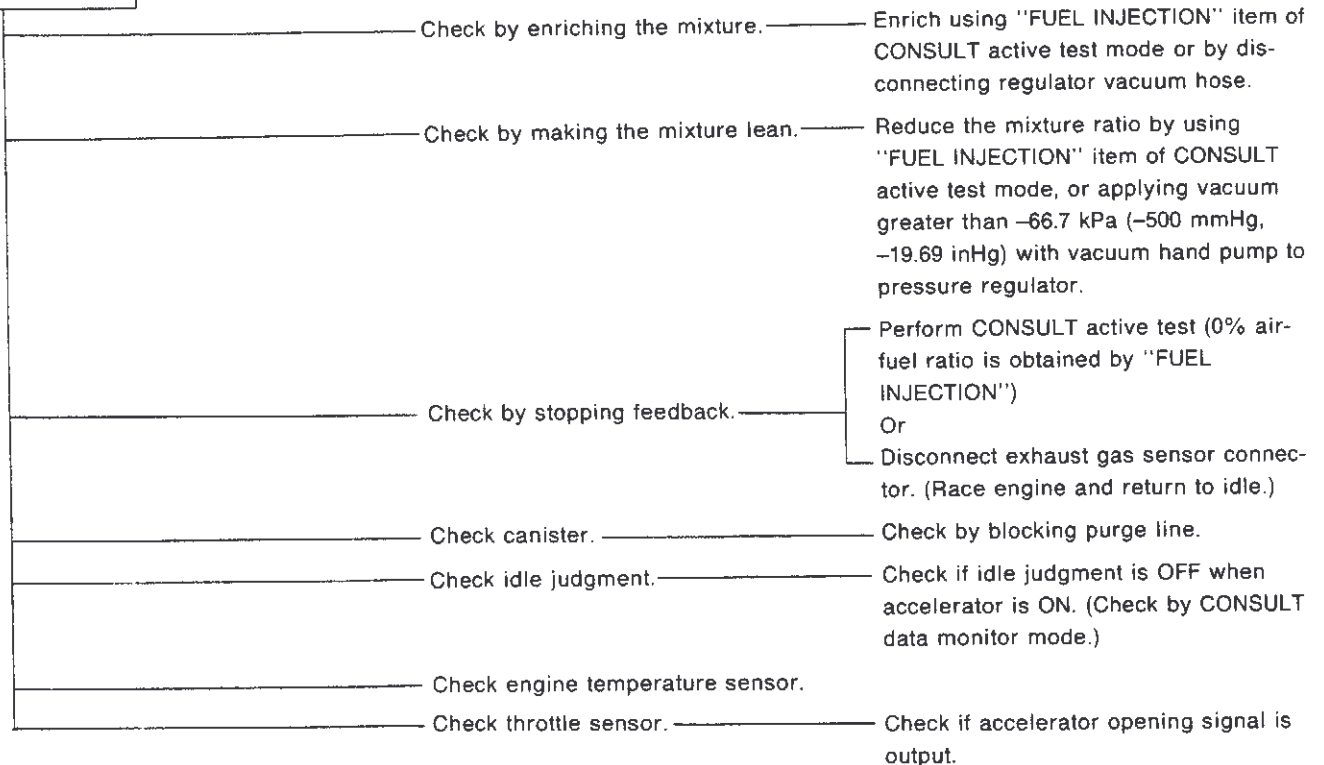 Check by enriching the mixture.
Enrich using "FUEL INJECTION" item of
CONSULT active test mode or by dis-
connecting regulator vacuum hose.
Check by making the mixture lean.
Reduce the mixture ratio by using
"FUEL INJECTION" item of CONSULT
active test mode, or applying vacuum
greater than –66.7 kPa (–500 mmHg,
–19.69 inHg) with vacuum hand pump to
pressure regulator.
Check by stopping feedback.
Perform CONSULT active test (0% air-
fuel ratio is obtained by "FUEL
INJECTION")
Or
Disconnect exhaust gas sensor connec-
tor. (Race engine and return to idle.)
Check canister.
Check by blocking purge line.
Check idle judgment.
Check if idle judgment is OFF when
accelerator is ON. (Check by CONSULT
data monitor mode.)
Check engine temperature sensor.
Check throttle sensor.
Check if accelerator opening signal is
output.